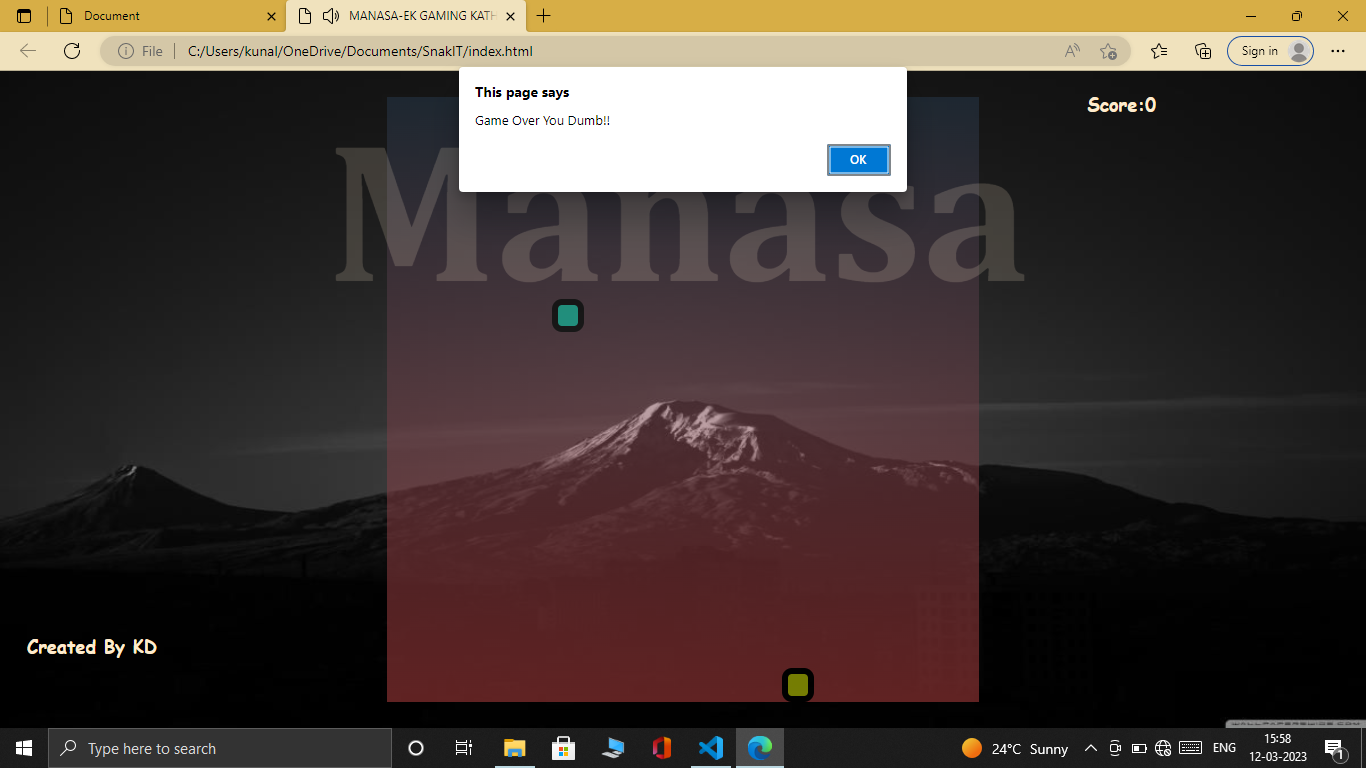 Document
MANASA-EK GAMING KATH
File
C:/Users/kunal/OneDrive/Documents/SnakIT/index.html
Sign in
This page says
Game Over You Dumb!!
OK
Score:0
Manasa
Created By KD
Type here to search
24°C Sunny
ENG
15:58
12-03-2023
1